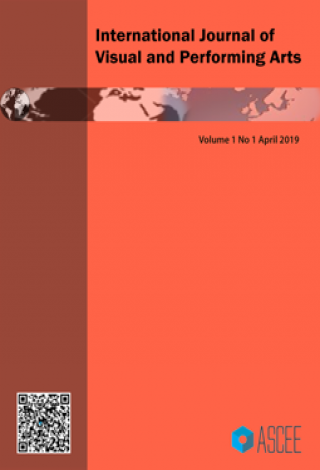 International Journal of
Visual and Performing Arts
Volume 1 No 1 April 2019
ASCEE